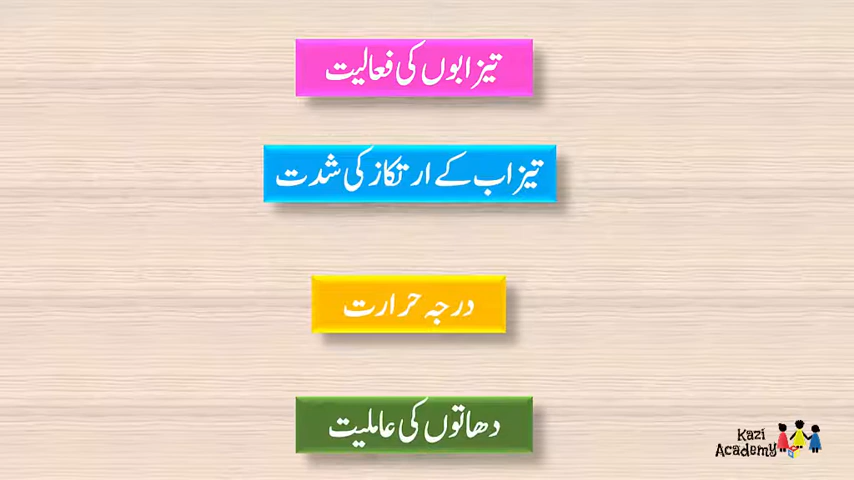 تیزابوں کی فعالیت
تیزاب کے ارتکاز کی شدت
درجہ حرارت
دھاتوں کی عاملیت
Kazi
Academy